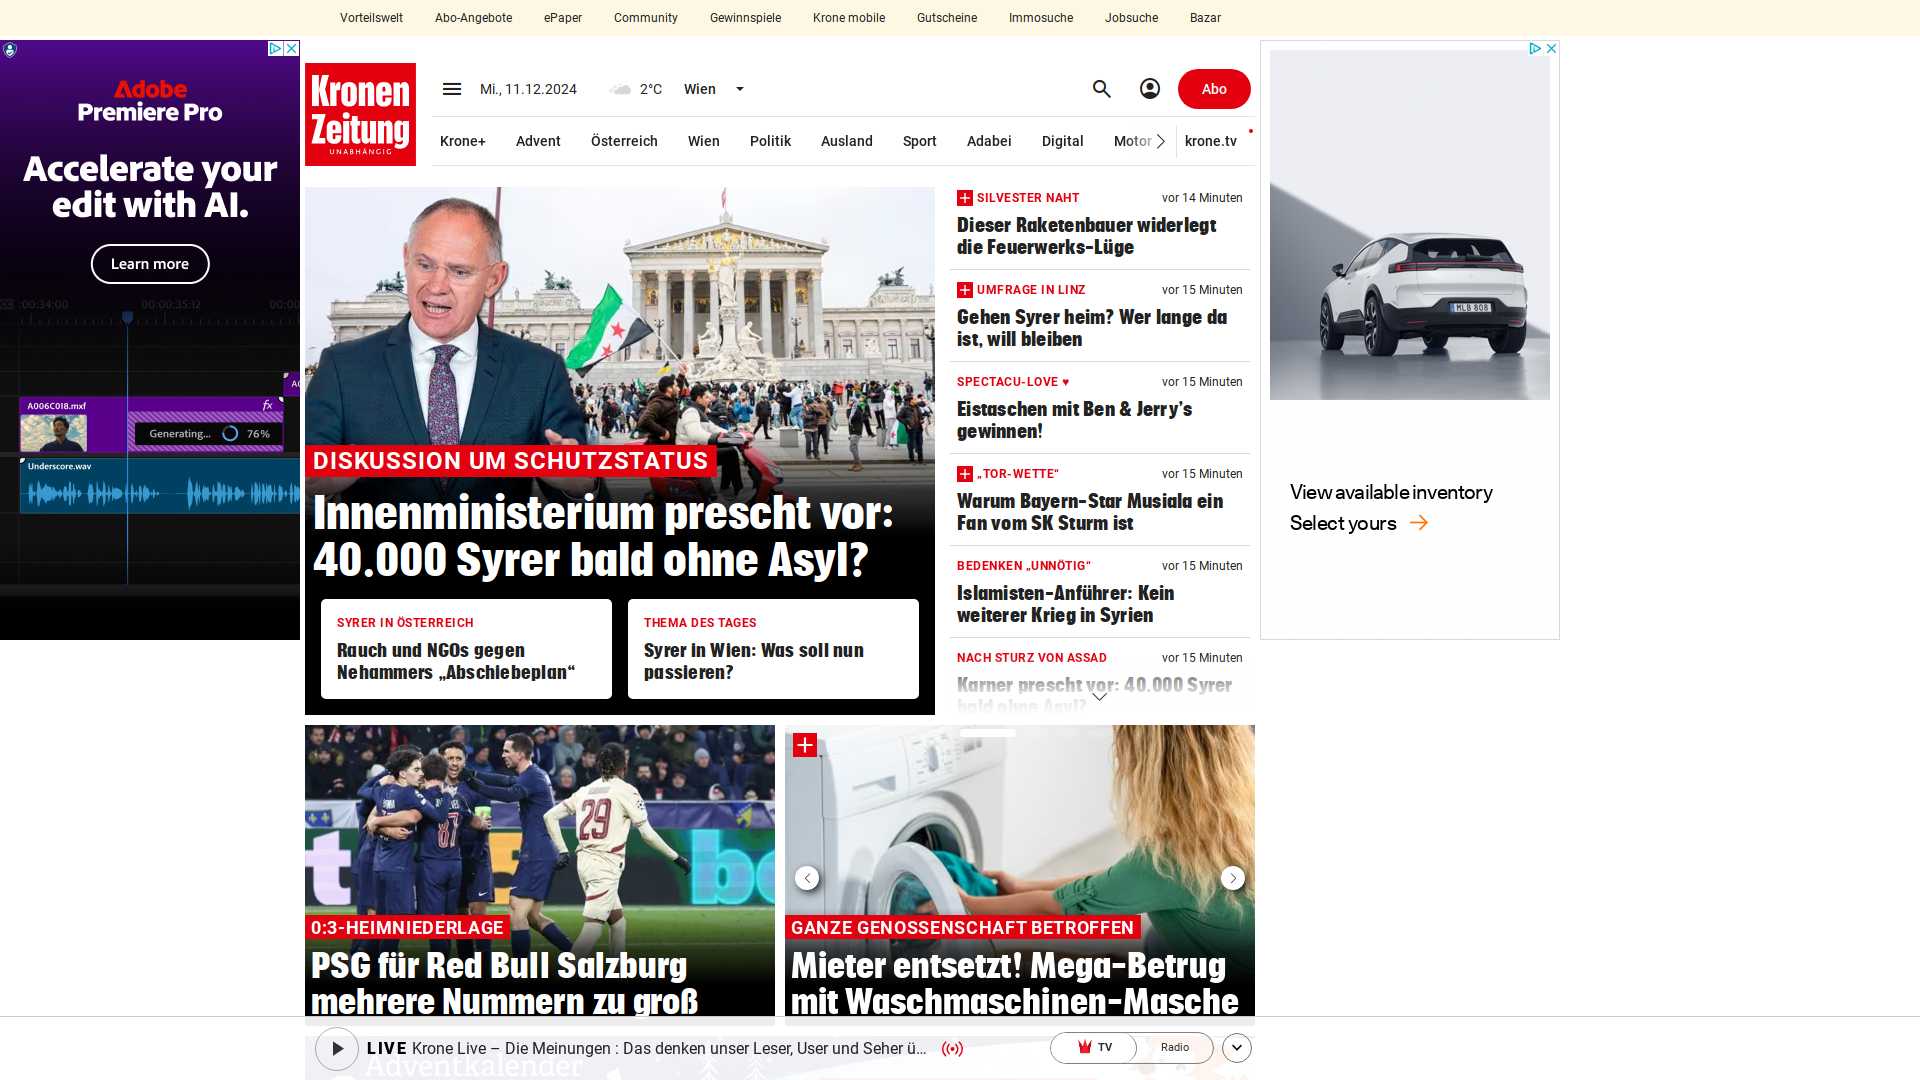 Vorteilswelt Abo-Angebote ePaper Community Gewinnspiele Krone mobile Gutscheine Immosuche Jobsuche Bazar
Adobe
Premiere Pro
Accelerate your
edit with AI.
Learn more
:00:34:00 00:00:35:12 00:00
A006C018.mxf fx
Generating... 76%
Underscore.wav
Kronen
Zeitung
UNABHÄNGIG
Mi., 11.12.2024 2°C Wien
Abo
Krone+ Advent Österreich Wien Politik Ausland Sport Adabei Digital Motor krone.tv
DISKUSSION UM SCHUTZSTATUS
Innenministerium prescht vor:
40.000 Syrer bald ohne Asyl?
SYRER IN ÖSTERREICH
Rauch und NGOs gegen
Nehammers „Abschiebeplan“
THEMA DES TAGES
Syrer in Wien: Was soll nun
passieren?
SILVESTER NAHT vor 14 Minuten
Dieser Raketenbauer widerlegt
die Feuerwerks-Lüge
UMFRAGE IN LINZ vor 15 Minuten
Gehen Syrer heim? Wer lange da
ist, will bleiben
SPECTACU-LOVE ♥ vor 15 Minuten
Eistaschen mit Ben & Jerry’s
gewinnen!
„TOR-WETTE“ vor 15 Minuten
Warum Bayern-Star Musiala ein
Fan vom SK Sturm ist
BEDENKEN „UNNÖTIG“ vor 15 Minuten
Islamisten-Anführer: Kein
weiterer Krieg in Syrien
NACH STURZ VON ASSAD vor 15 Minuten
Karner prescht vor: 40.000 Syrer
bald ohne Asyl?
MLB 808
View available inventory
Select yours
87
29
0:3-HEIMNIEDERLAGE
PSG für Red Bull Salzburg
mehrere Nummern zu groß
GANZE GENOSSENSCHAFT BETROFFEN
Mieter entsetzt! Mega-Betrug
mit Waschmaschinen-Masche
LIVE Krone Live – Die Meinungen : Das denken unser Leser, User und Seher ü...
TV Radio
Adventkalender